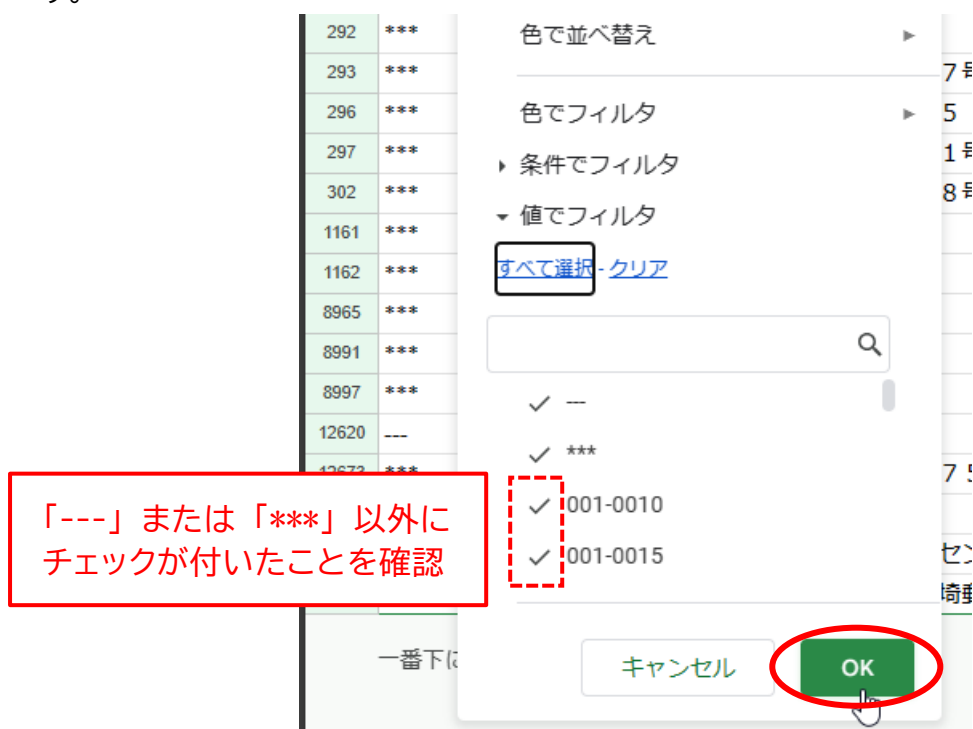 す。
292 *** 色で並べ替え ►
293 *** 7号
296 *** 色でフィルタ ► 5
297 *** 1号
302 *** 条件でフィルタ 8号
1161 *** 値でフィルタ
1162 *** すべて選択 - クリア
8965 ***
8991 ***
8997 ***
---
12620 ---
***
12673 *** 7 5
001-0010
「---」または「***」以外に
チェックが付いたことを確認
001-0015
セン
埼
一番下に
キャンセル OK